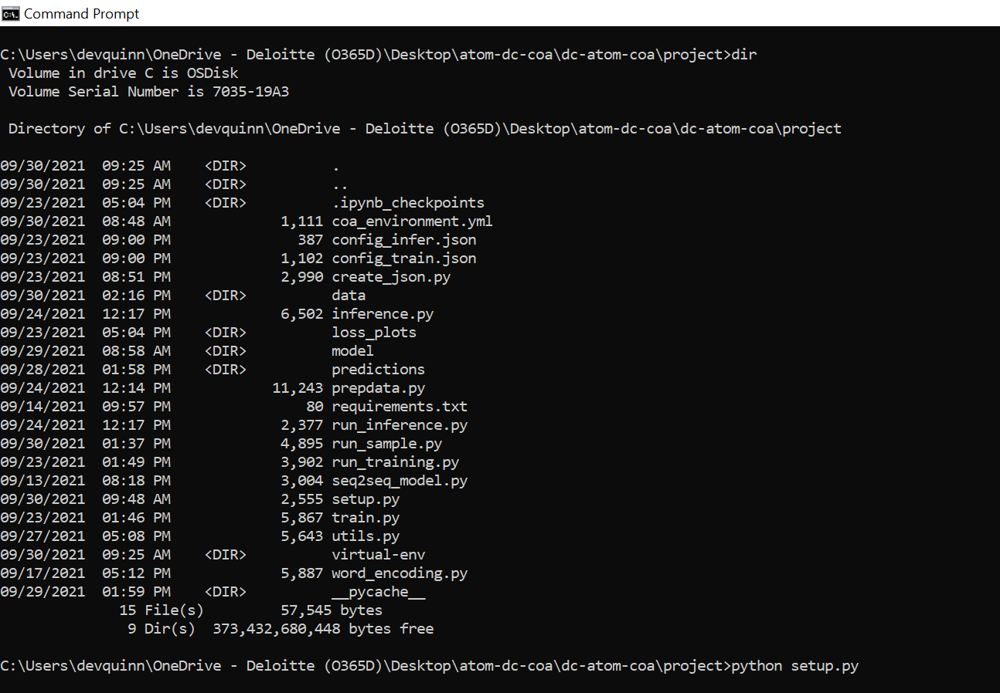 Command Prompt
C:\Users\devquinn\OneDrive - Deloitte (O365D)\Desktop\atom-dc-coa\dc-atom-coa\project>dir
 Volume in drive C is OSDisk
 Volume Serial Number is 7035-19A3
 Directory of C:\Users\devquinn\OneDrive - Deloitte (O365D)\Desktop\atom-dc-coa\dc-atom-coa\project
09/30/2021  09:25 AM    <DIR>          .
09/30/2021  09:25 AM    <DIR>          ..
09/23/2021  05:04 PM    <DIR>          .ipynb_checkpoints
09/30/2021  08:48 AM             1,111 coa_environment.yml
09/23/2021  09:00 PM               387 config_infer.json
09/23/2021  09:00 PM             1,102 config_train.json
09/23/2021  08:51 PM             2,990 create_json.py
09/30/2021  02:16 PM    <DIR>          data
09/24/2021  12:17 PM             6,502 inference.py
09/23/2021  05:04 PM    <DIR>          loss_plots
09/29/2021  08:58 AM    <DIR>          model
09/28/2021  01:58 PM    <DIR>          predictions
09/24/2021  12:14 PM            11,243 prepdata.py
09/14/2021  09:57 PM                80 requirements.txt
09/24/2021  12:17 PM             2,377 run_inference.py
09/30/2021  01:37 PM             4,895 run_sample.py
09/23/2021  01:49 PM             3,902 run_training.py
09/13/2021  08:18 PM             3,004 seq2seq_model.py
09/30/2021  09:48 AM             2,555 setup.py
09/23/2021  01:46 PM             5,867 train.py
09/27/2021  05:08 PM             5,643 utils.py
09/30/2021  09:25 AM    <DIR>          virtual-env
09/17/2021  05:12 PM             5,887 word_encoding.py
09/29/2021  01:59 PM    <DIR>          __pycache__
              15 File(s)         57,545 bytes
               9 Dir(s)  373,432,680,448 bytes free
C:\Users\devquinn\OneDrive - Deloitte (O365D)\Desktop\atom-dc-coa\dc-atom-coa\project>python setup.py